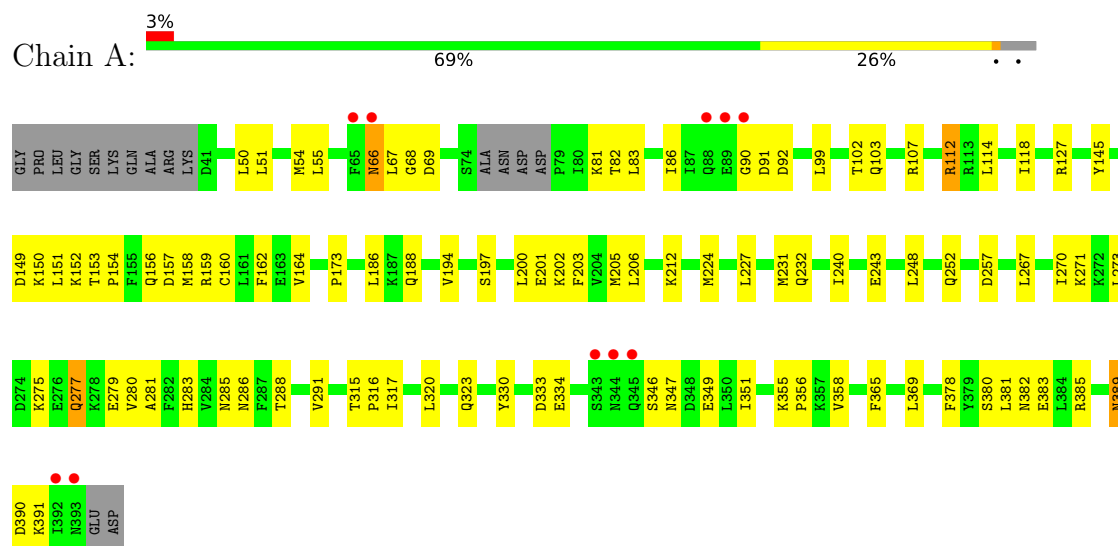 3%
Chain A:
69% 26% • •
GLY PRO LEU GLY SER LYS GLN ALA ARG LYS D41 L50 L51 M54 L55 F65 N66 L67 G68 D69 S74 ALA ASN ASP ASP P79 I80 K81 T82 L83 I86 I87 Q88 E89 G90 D91 D92 L99 T102 Q103 R107 R112 R113 L114 I118 R127 Y145
D149 K150 L151 K152 T153 P154 F155 Q156 D157 M158 R159 C160 L161 F162 E163 V164 P173 L186 K187 Q188 V194 S197 L200 E201 K202 F203 V204 M205 L206 K212 M224 L227 M231 Q232 I240 E243 L248 Q252 D257 L267 I270 K271 K272
D274 K275 E276 Q277 K278 E279 V280 A281 F282 H283 V284 N285 N286 F287 T288 V291 T315 P316 I317 L320 Q323 Y330 D333 E334 S343 N344 Q345 S346 N347 D348 E349 L350 I351 K355 P356 K357 V358 F365 L369 F378 Y379 S380 L381 N382 E383 L384 R385
D390 K391 I392 N393 GLU ASP